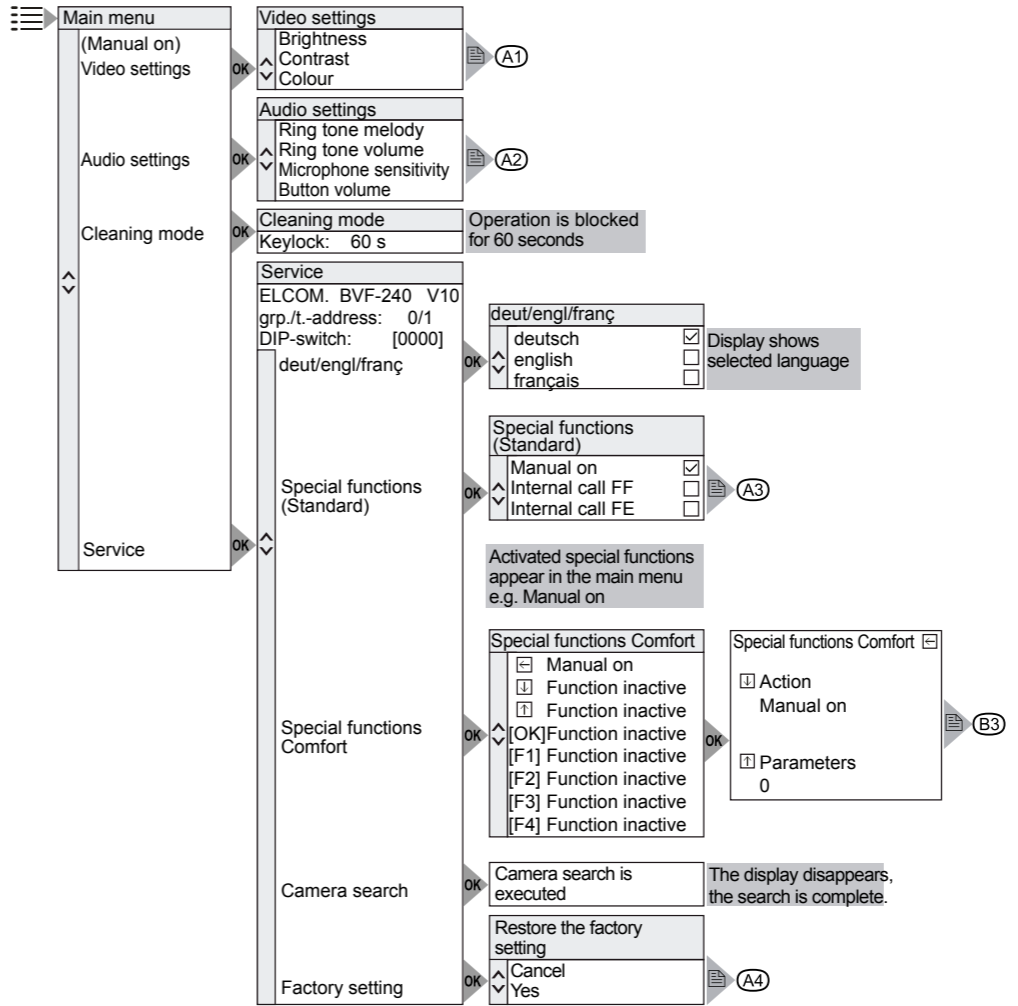 Main menu
(Manual on)
Video settings
OK
Video settings
Brightness
Contrast
Colour
A1
Audio settings
OK
Audio settings
Ring tone melody
Ring tone volume
Microphone sensitivity
Button volume
A2
Cleaning mode
OK
Cleaning mode
Keylock: 60 s
Operation is blocked
for 60 seconds
Service
OK
Service
ELCOM. BVF-240 V10
grp./t.-address: 0/1
DIP-switch: [0000]
deut/engl/franç
OK
deut/engl/franç
deutsch
english
français
Display shows
selected language
Special functions
(Standard)
OK
Special functions
(Standard)
Manual on
Internal call FF
Internal call FE
A3
Activated special functions
appear in the main menu
e.g. Manual on
Special functions
Comfort
OK
Special functions Comfort
← Manual on
↓ Function inactive
↑ Function inactive
[OK]Function inactive
[F1] Function inactive
[F2] Function inactive
[F3] Function inactive
[F4] Function inactive
OK
Special functions Comfort ←
↓ Action
Manual on
↑ Parameters
0
B3
Camera search
OK
Camera search is
executed
The display disappears,
the search is complete.
Factory setting
OK
Restore the factory
setting
Cancel
Yes
A4